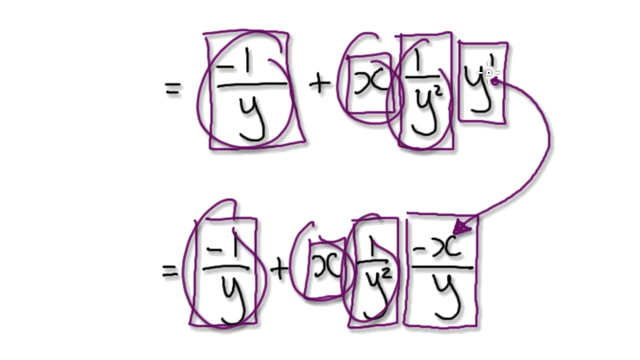 = -1/y + x 1/y² y'
= -1/y + x 1/y² -x/y